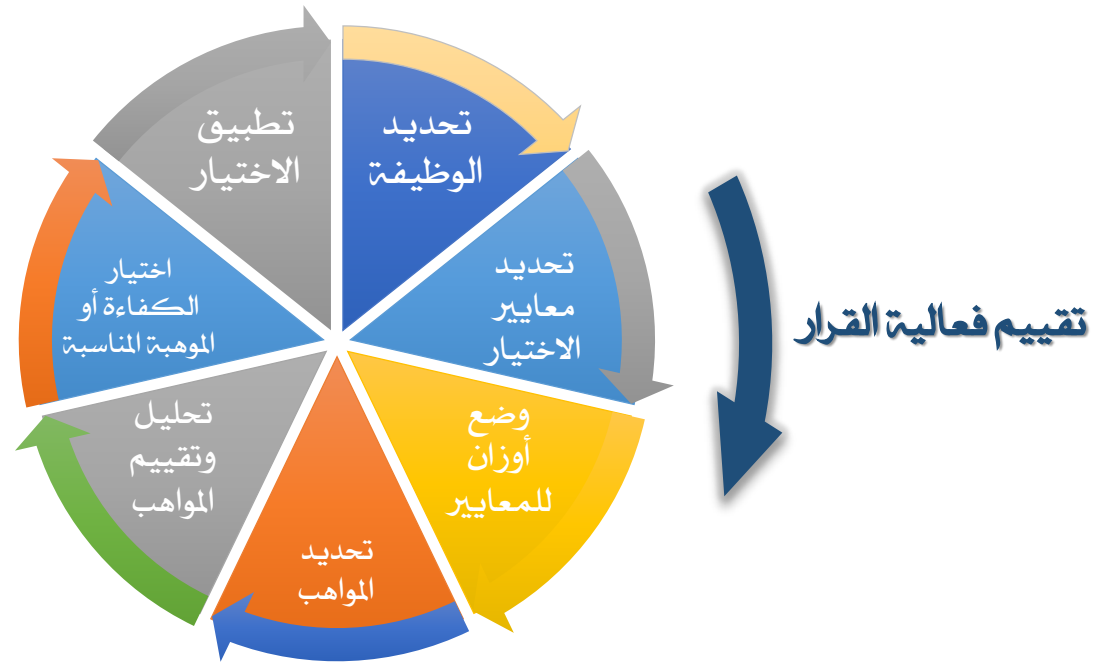 تحديد
الوظيفة
تحديد
معايير
الاختيار
وضع
أوزان
للمعايير
تحديد
المواهب
تحليل
وتقييم
المواهب
اختيار
الكفاءة أو
الموهبة المناسبة
تطبيق
الاختيار
تقييم فعالية القرار